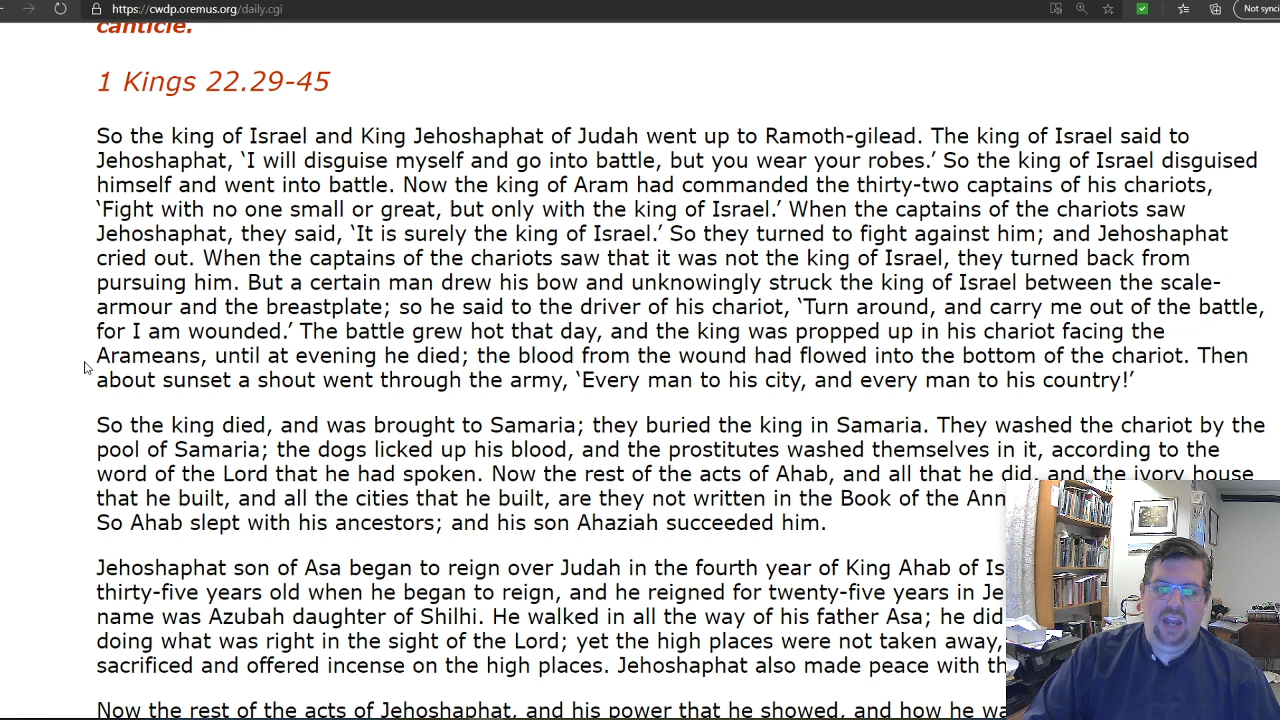 https://cwdp.oremus.org/daily.cgi
Not sync
canticle.
1 Kings 22.29-45
So the king of Israel and King Jehoshaphat of Judah went up to Ramoth-gilead. The king of Israel said to
Jehoshaphat, ‘I will disguise myself and go into battle, but you wear your robes.’ So the king of Israel disguised
himself and went into battle. Now the king of Aram had commanded the thirty-two captains of his chariots,
‘Fight with no one small or great, but only with the king of Israel.’ When the captains of the chariots saw
Jehoshaphat, they said, ‘It is surely the king of Israel.’ So they turned to fight against him; and Jehoshaphat
cried out. When the captains of the chariots saw that it was not the king of Israel, they turned back from
pursuing him. But a certain man drew his bow and unknowingly struck the king of Israel between the scale-
armour and the breastplate; so he said to the driver of his chariot, ‘Turn around, and carry me out of the battle,
for I am wounded.’ The battle grew hot that day, and the king was propped up in his chariot facing the
Arameans, until at evening he died; the blood from the wound had flowed into the bottom of the chariot. Then
about sunset a shout went through the army, ‘Every man to his city, and every man to his country!’
So the king died, and was brought to Samaria; they buried the king in Samaria. They washed the chariot by the
pool of Samaria; the dogs licked up his blood, and the prostitutes washed themselves in it, according to the
word of the Lord that he had spoken. Now the rest of the acts of Ahab, and all that he did, and the ivory house
that he built, and all the cities that he built, are they not written in the Book of the Ann
So Ahab slept with his ancestors; and his son Ahaziah succeeded him.
Jehoshaphat son of Asa began to reign over Judah in the fourth year of King Ahab of Is
thirty-five years old when he began to reign, and he reigned for twenty-five years in Je
name was Azubah daughter of Shilhi. He walked in all the way of his father Asa; he did
doing what was right in the sight of the Lord; yet the high places were not taken away,
sacrificed and offered incense on the high places. Jehoshaphat also made peace with th
Now the rest of the acts of Jehoshaphat, and his power that he showed, and how he wa